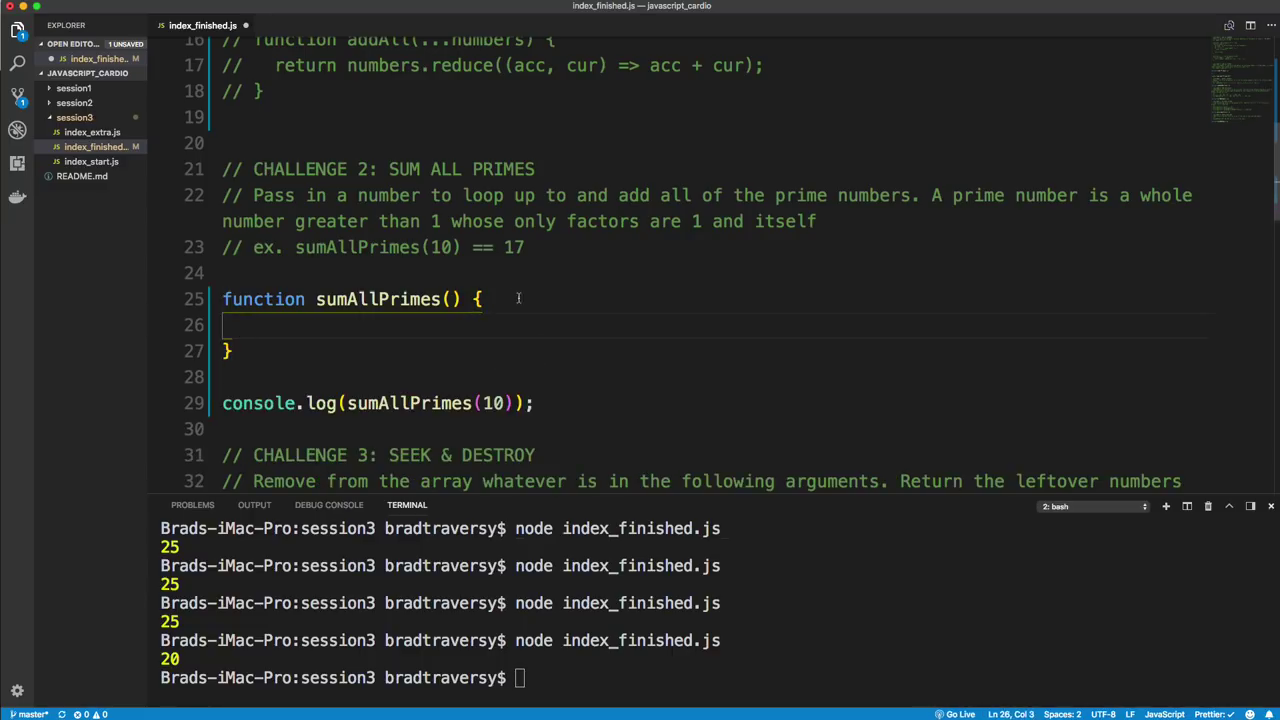 index_finished.js — javascript_cardio
EXPLORER
OPEN EDITO... 1 UNSAVED
index_finishe... M
JAVASCRIPT_CARDIO
session1
session2
session3
JS index_extra.js
JS index_finished... M
JS index_start.js
README.md
JS index_finished.js
16 // function addAll(...numbers) {
17 //   return numbers.reduce((acc, cur) => acc + cur);
18 // }
19
20
21 // CHALLENGE 2: SUM ALL PRIMES
22 // Pass in a number to loop up to and add all of the prime numbers. A prime number is a whole
number greater than 1 whose only factors are 1 and itself
23 // ex. sumAllPrimes(10) == 17
24
25 function sumAllPrimes() {
26
27 }
28
29 console.log(sumAllPrimes(10));
30
31 // CHALLENGE 3: SEEK & DESTROY
32 // Remove from the array whatever is in the following arguments. Return the leftover numbers
PROBLEMS OUTPUT DEBUG CONSOLE TERMINAL 2: bash
Brads-iMac-Pro:session3 bradtraversy$ node index_finished.js
25
Brads-iMac-Pro:session3 bradtraversy$ node index_finished.js
25
Brads-iMac-Pro:session3 bradtraversy$ node index_finished.js
25
Brads-iMac-Pro:session3 bradtraversy$ node index_finished.js
20
Brads-iMac-Pro:session3 bradtraversy$
master* 0 0 Go Live Ln 26, Col 3 Spaces: 2 UTF-8 LF JavaScript Prettier: ✓